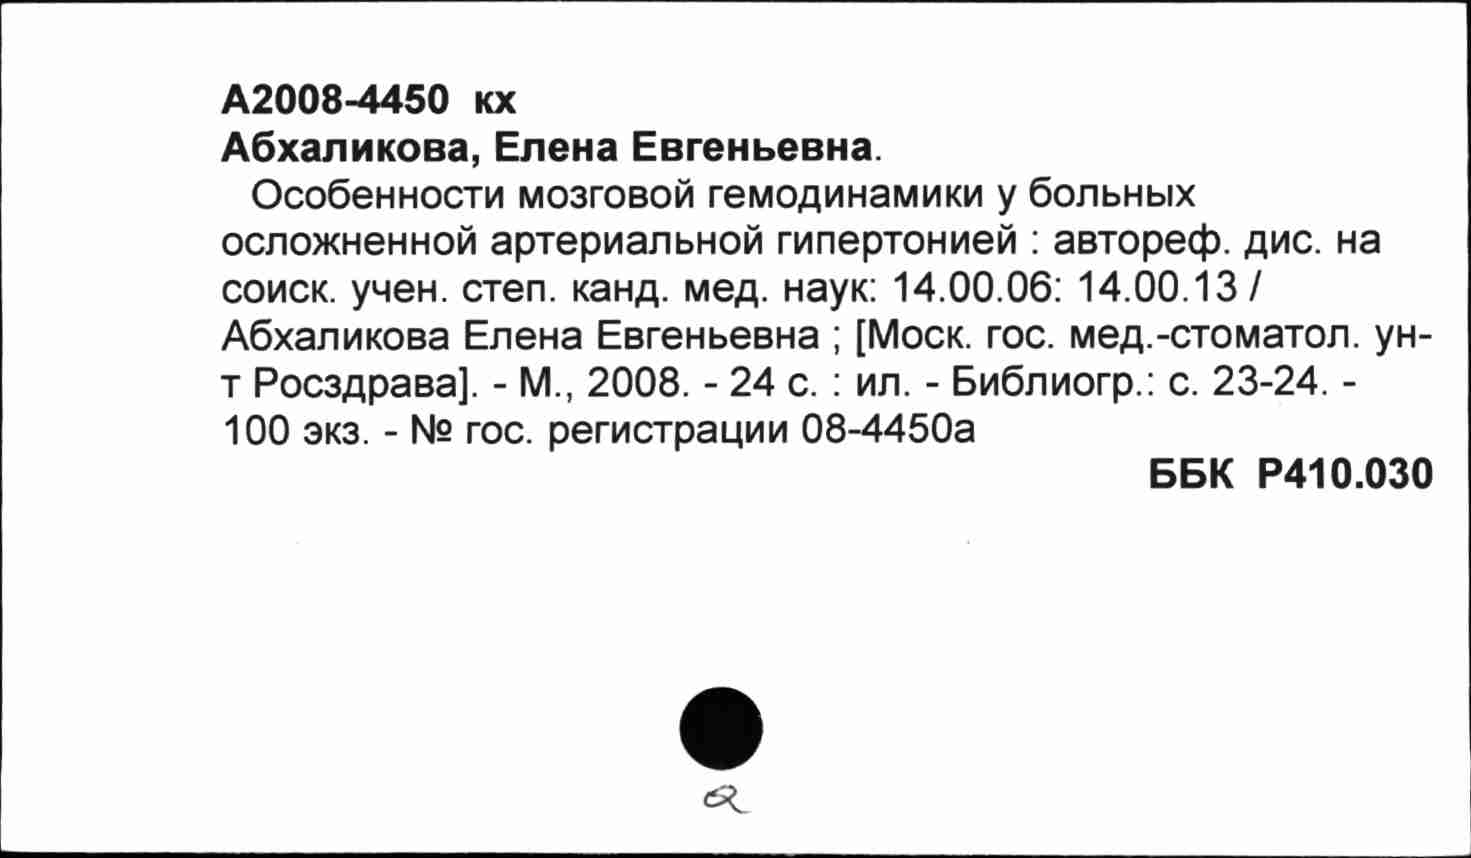 А2008-4450 кх
Абхаликова, Елена Евгеньевна.
Особенности мозговой гемодинамики у больных
осложненной артериальной гипертонией : автореф. дис. на
соиск. учен. степ. канд. мед. наук: 14.00.06: 14.00.13 /
Абхаликова Елена Евгеньевна ; [Моск. гос. мед.-стоматол. ун-
т Росздрава]. - М., 2008. - 24 с. : ил. - Библиогр.: с. 23-24. -
100 экз. - № гос. регистрации 08-4450а
ББК Р410.030